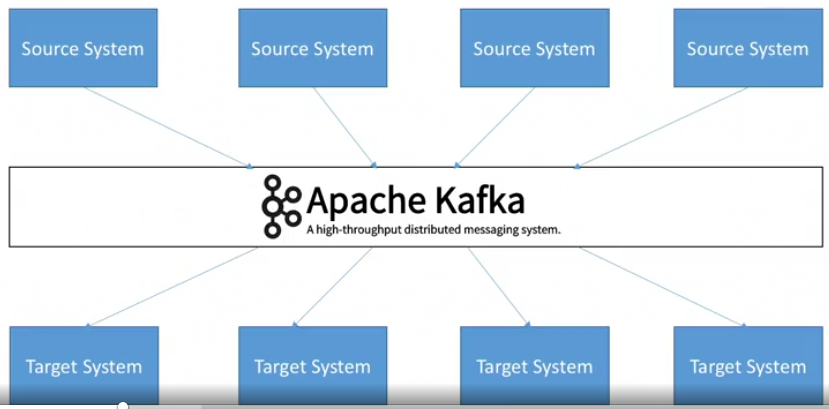 Source System
Source System
Source System
Source System
Apache Kafka
A high-throughput distributed messaging system.
Target System
Target System
Target System
Target System